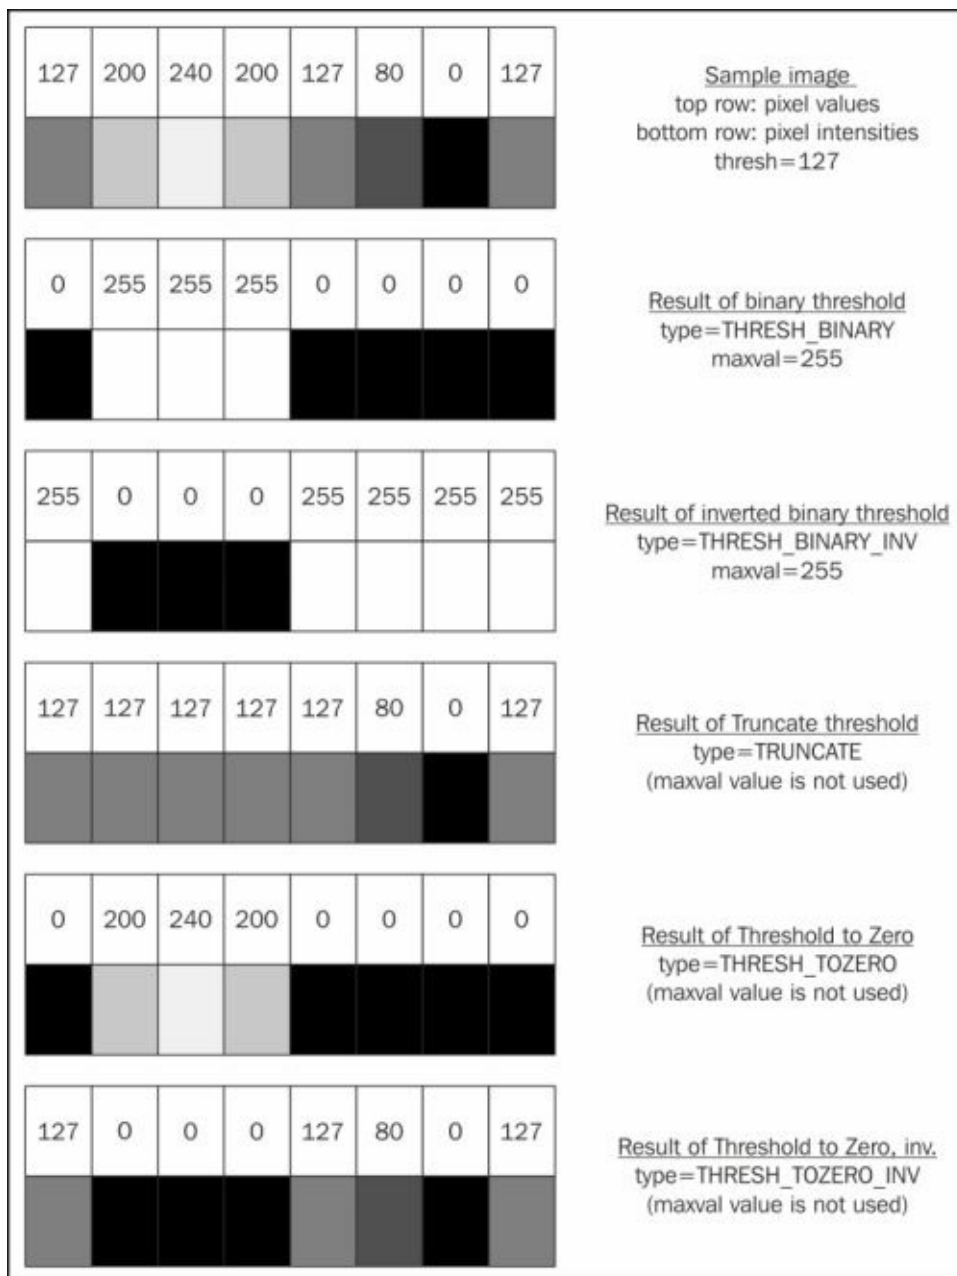 127 200 240 200 127 80 0 127
Sample image
top row: pixel values
bottom row: pixel intensities
thresh=127
0 255 255 255 0 0 0 0
Result of binary threshold
type=THRESH_BINARY
maxval=255
255 0 0 0 255 255 255 255
Result of inverted binary threshold
type=THRESH_BINARY_INV
maxval=255
127 127 127 127 127 80 0 127
Result of Truncate threshold
type=TRUNCATE
(maxval value is not used)
0 200 240 200 0 0 0 0
Result of Threshold to Zero
type=THRESH_TOZERO
(maxval value is not used)
127 0 0 0 127 80 0 127
Result of Threshold to Zero, inv.
type=THRESH_TOZERO_INV
(maxval value is not used)